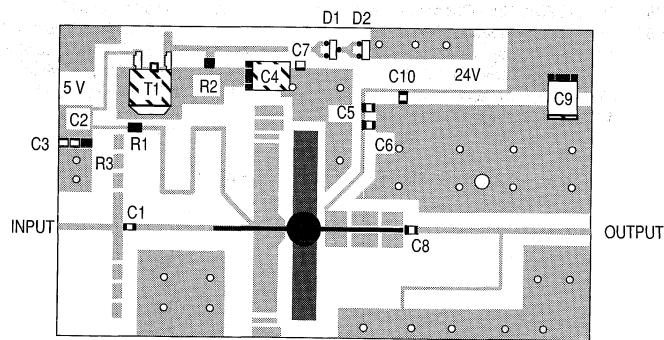 D1 D2
C7
T1
R2
C4
C10
24V
C9
5 V
C2
C5
C3
R1
C6
R3
INPUT
C1
C8
OUTPUT